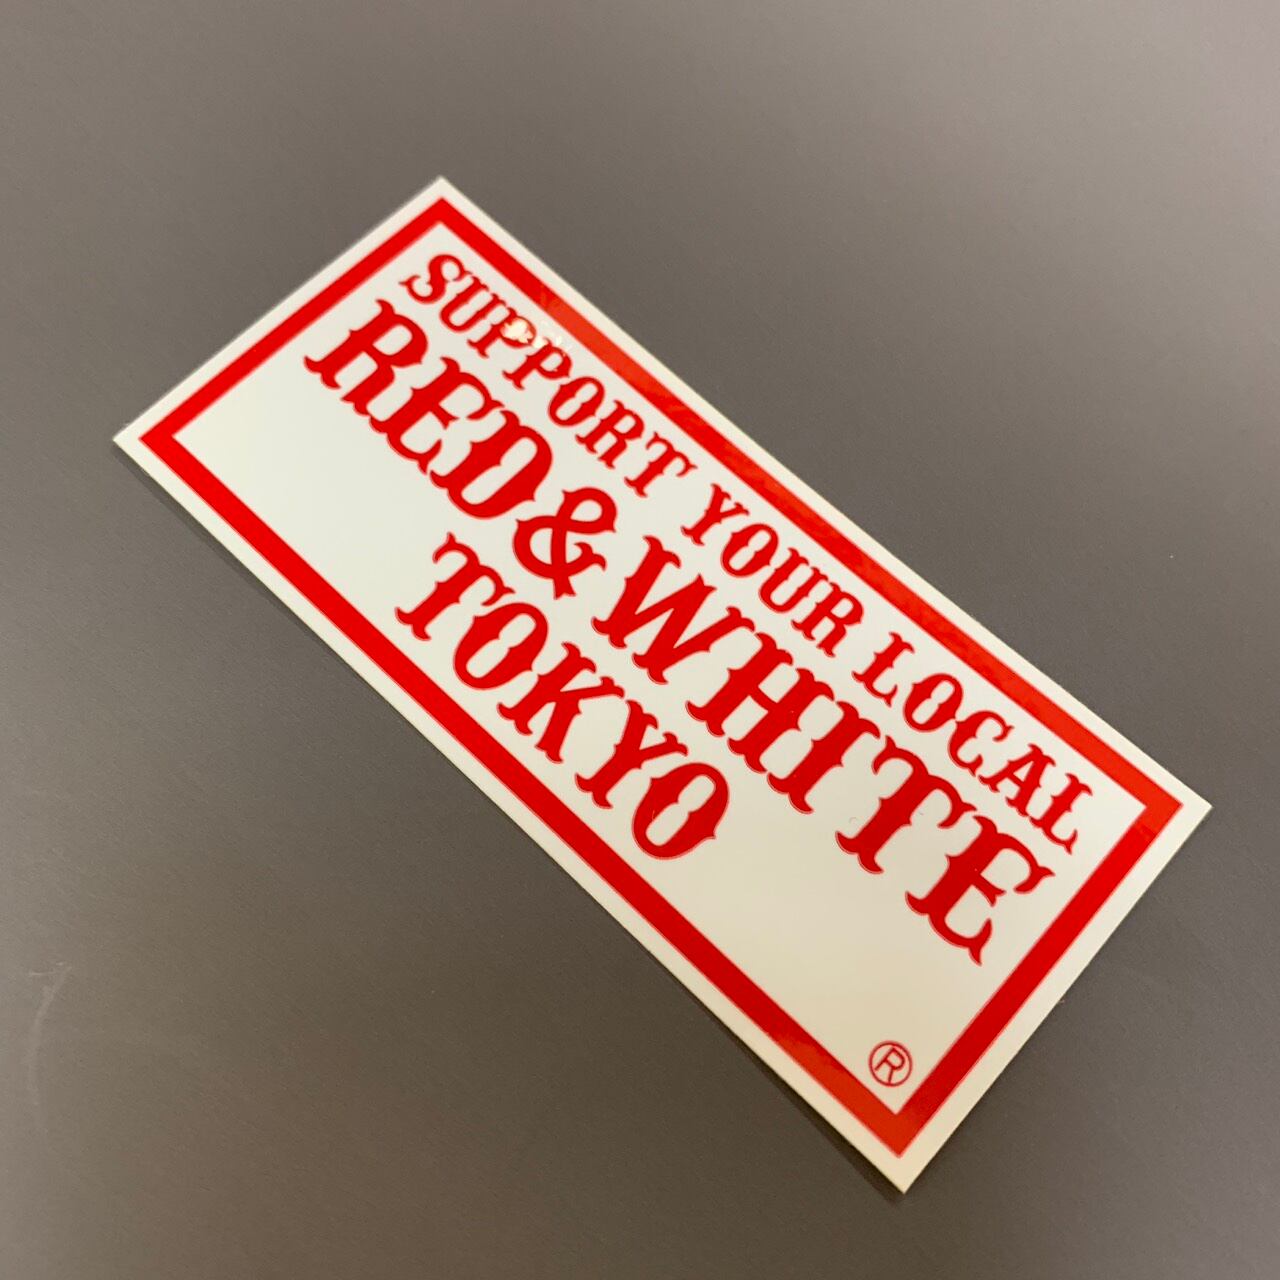 SUPPORT YOUR LOCAL
RED & WHITE
TOKYO
®